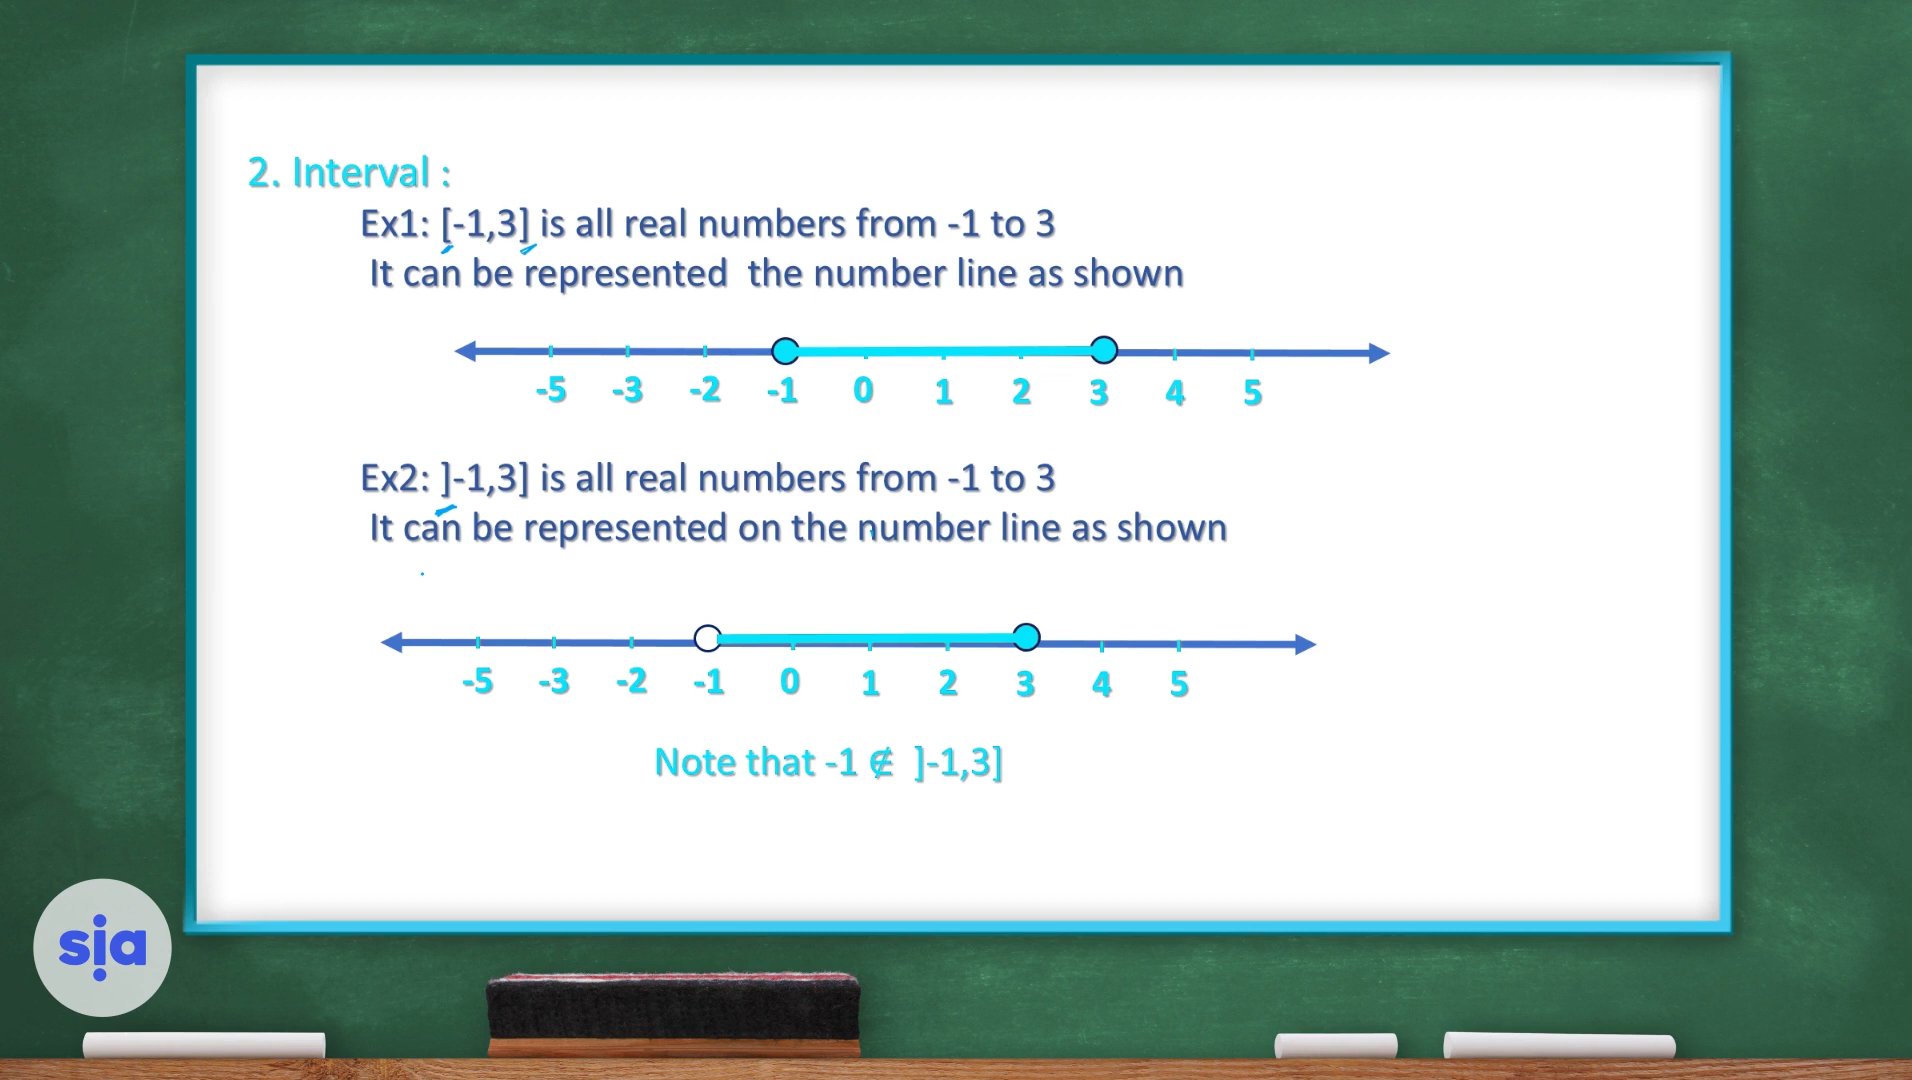 2. Interval :
Ex1: [-1,3] is all real numbers from -1 to 3
It can be represented the number line as shown
-5 -3 -2 -1 0 1 2 3 4 5
Ex2: ]-1,3] is all real numbers from -1 to 3
It can be represented on the number line as shown
-5 -3 -2 -1 0 1 2 3 4 5
Note that -1 ∉ ]-1,3]
sia